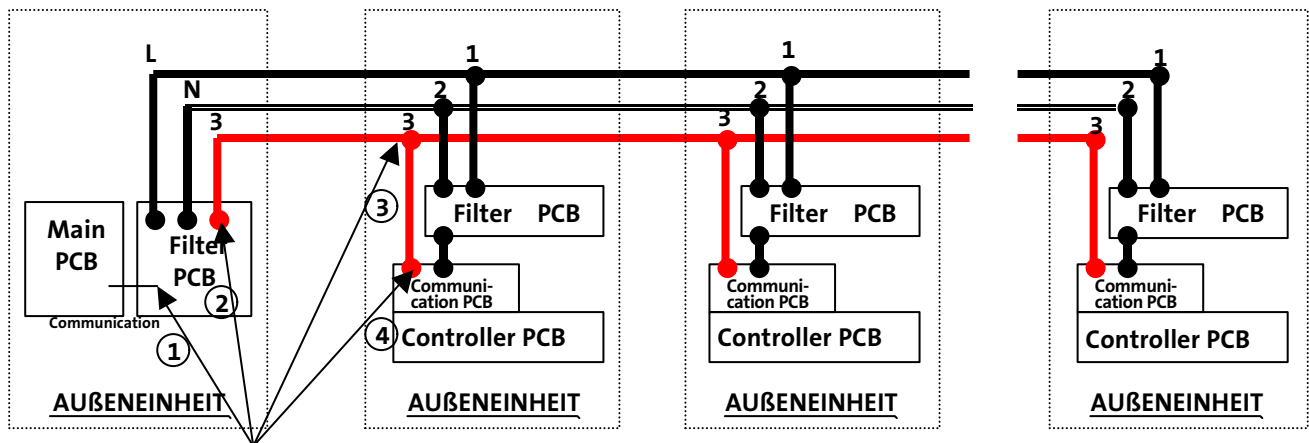 L
N
3
1
2
3
1
2
3
1
2
3
Main
PCB
Filter
PCB
Communication
①
②
③
④
Filter PCB
Communi-
cation PCB
Controller PCB
Filter PCB
Communi-
cation PCB
Controller PCB
Filter PCB
Communi-
cation PCB
Controller PCB
AUßENEINHEIT
AUßENEINHEIT
AUßENEINHEIT
AUßENEINHEIT